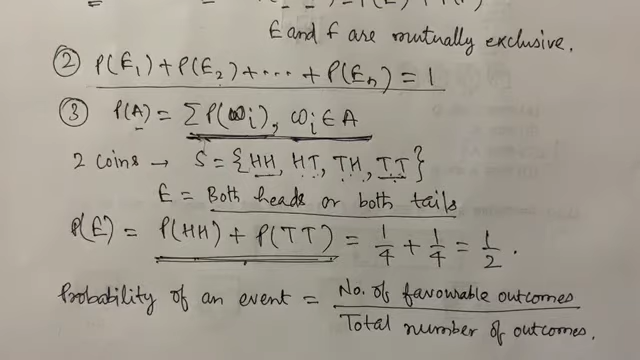 E and F are mutually exclusive.
② P(E₁)+P(E₂)+····+P(Eₙ)=1
③ P(A) = ΣP(ωᵢ), ωᵢ∈A
2 coins → S={HH, HT, TH, TT}
E = Both heads or both tails
P(E) = P(HH) + P(TT) = 1/4 + 1/4 = 1/2.
Probability of an event = No. of favourable outcomes / Total number of outcomes.